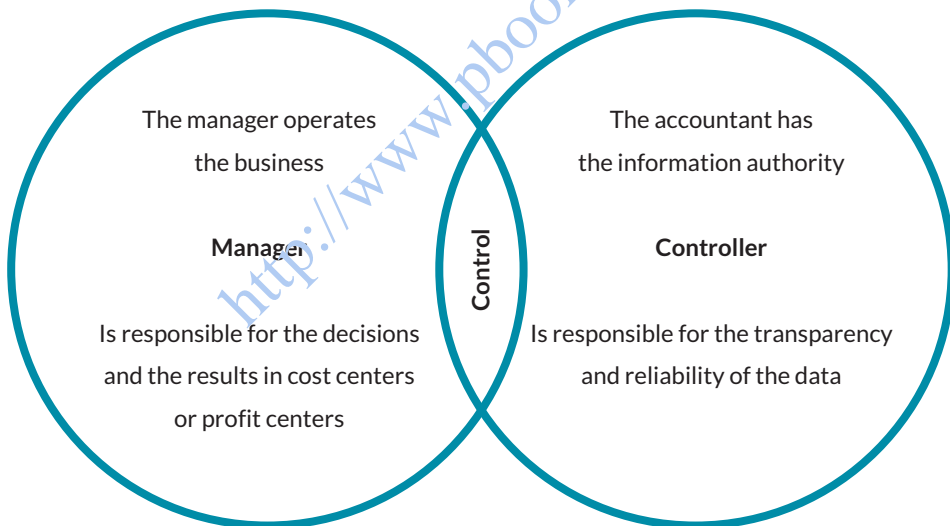 The manager operates
the business
Manager
Is responsible for the decisions
and the results in cost centers
or profit centers
Control
The accountant has
the information authority
Controller
Is responsible for the transparency
and reliability of the data
http://www.pboo